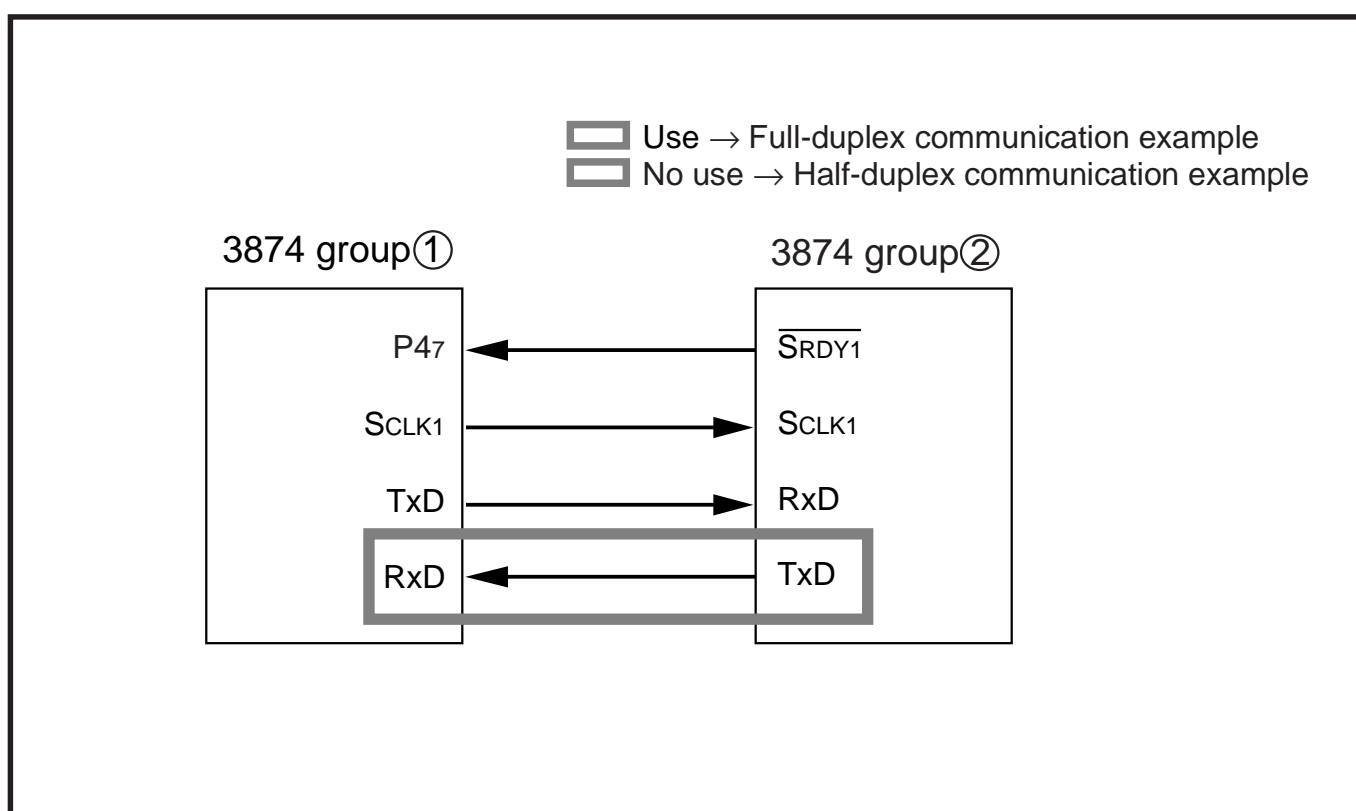 Use → Full-duplex communication example
No use → Half-duplex communication example
3874 group①
3874 group②
P47
S̅R̅D̅Y̅1̅
SCLK1
SCLK1
TxD
RxD
RxD
TxD